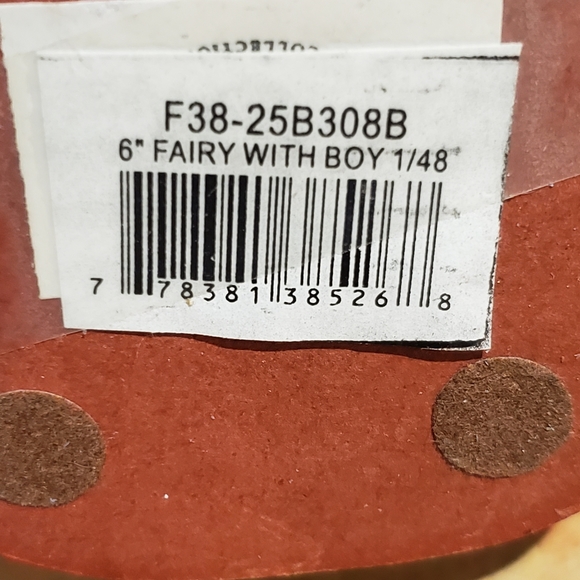 F38-25B308B
6" FAIRY WITH BOY 1/48
7 78381 38526 8